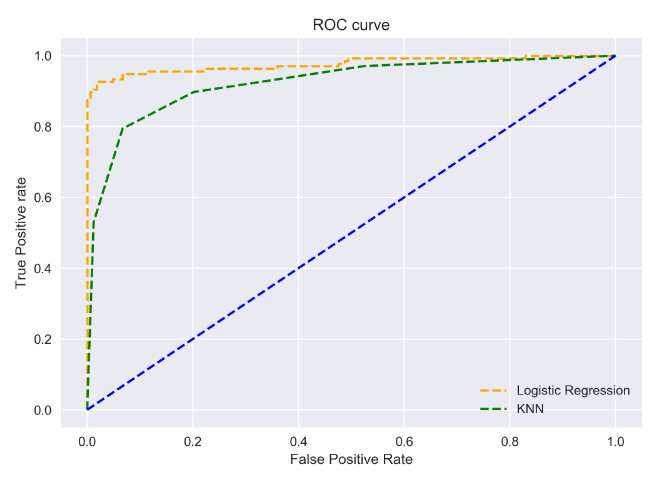 ROC curve
1.0
0.8
0.6
0.4
0.2
0.0
True Positive rate
Logistic Regression
KNN
0.0 0.2 0.4 0.6 0.8 1.0
False Positive Rate